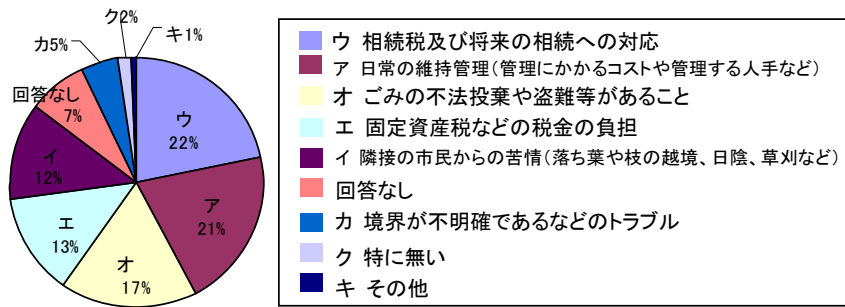 ク2%
キ1%
カ5%
回答なし
7%
ウ
22%
イ
12%
ア
21%
エ
13%
オ
17%
ウ 相続税及び将来の相続への対応
ア 日常の維持管理(管理にかかるコストや管理する人手など)
オ ごみの不法投棄や盗難等があること
エ 固定資産税などの税金の負担
イ 隣接の市民からの苦情(落ち葉や枝の越境、日陰、草刈など)
回答なし
カ 境界が不明確であるなどのトラブル
ク 特に無い
キ その他